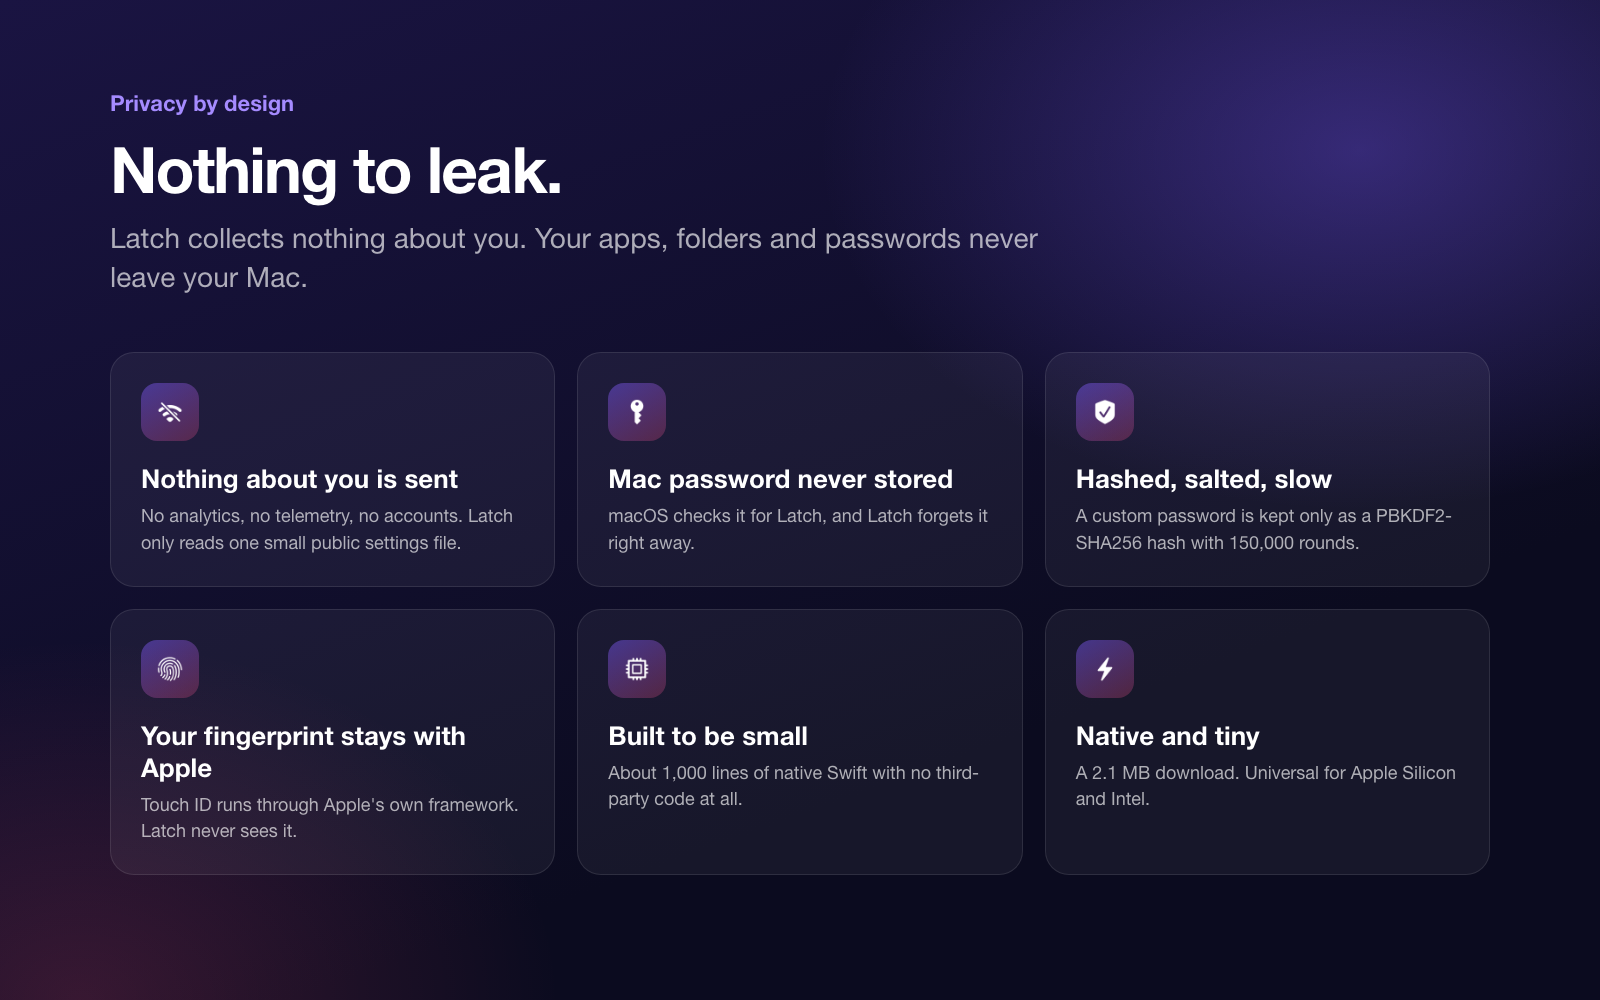 Privacy by design
Nothing to leak.
Latch collects nothing about you. Your apps, folders and passwords never
leave your Mac.
Nothing about you is sent
No analytics, no telemetry, no accounts. Latch
only reads one small public settings file.
Mac password never stored
macOS checks it for Latch, and Latch forgets it
right away.
Hashed, salted, slow
A custom password is kept only as a PBKDF2-
SHA256 hash with 150,000 rounds.
Your fingerprint stays with
Apple
Touch ID runs through Apple's own framework.
Latch never sees it.
Built to be small
About 1,000 lines of native Swift with no third-
party code at all.
Native and tiny
A 2.1 MB download. Universal for Apple Silicon
and Intel.